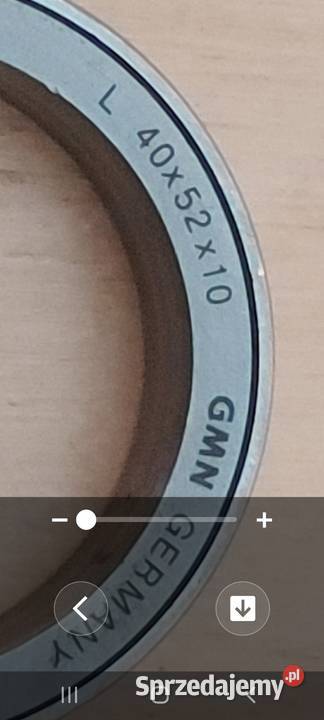 L 40x52x10
GMN GERMANY
Sprzedajemy.pl